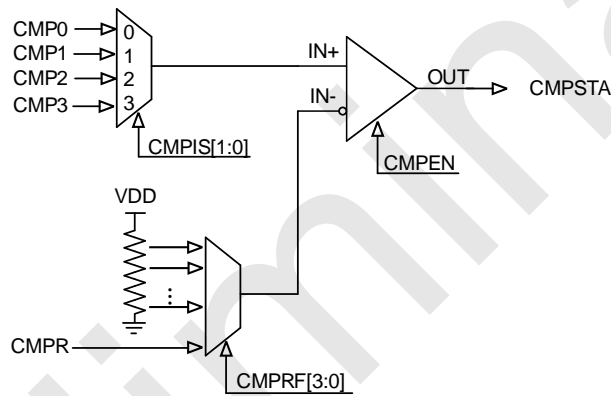 CMP0
0
CMP1
1
CMP2
2
CMP3
3
IN+
IN-
OUT
CMPSTA
CMPIS[1:0]
CMPEN
VDD
CMPR
CMPRF[3:0]